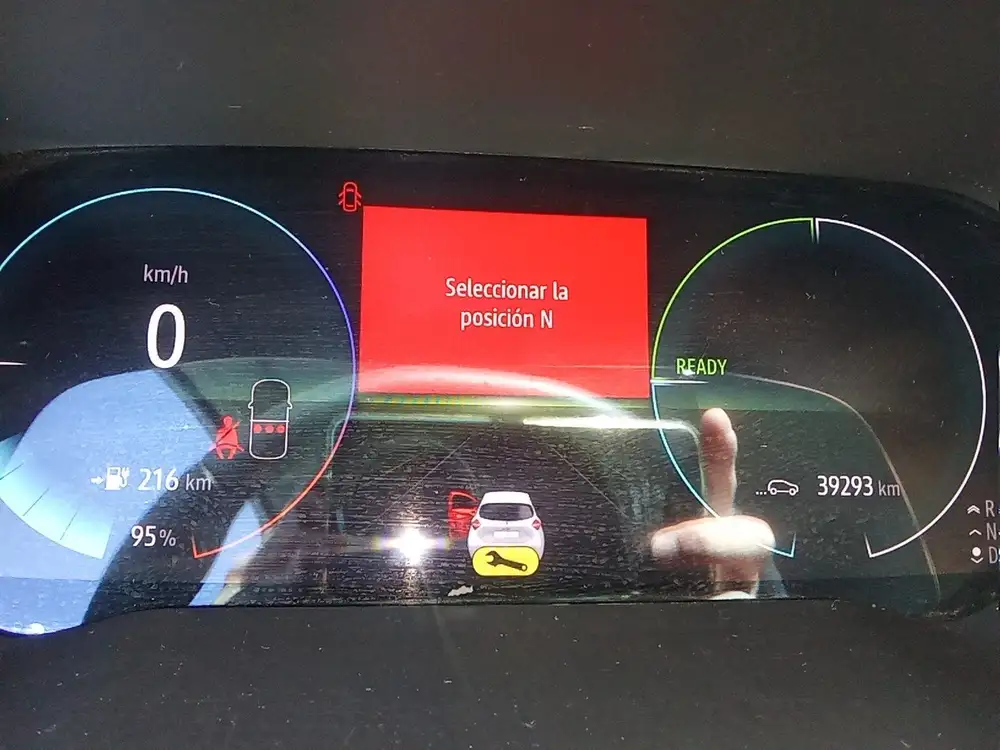 km/h
0
Seleccionar la
posición N
READY
216 km
95%
...
39293 km
R
N
D